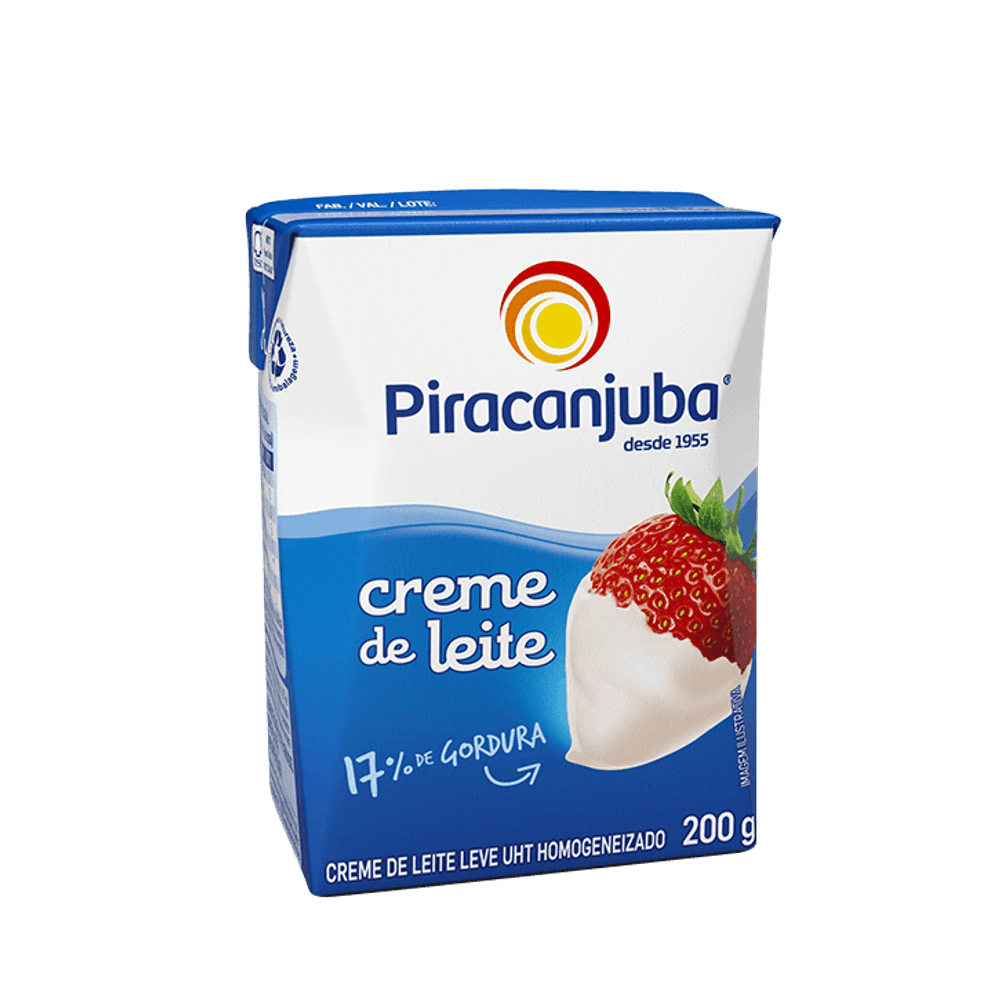 FAB. / VAL. / LOTE:
Piracanjuba®
desde 1955
creme
de leite
17% DE GORDURA
IMAGEM ILUSTRATIVA
CREME DE LEITE LEVE UHT HOMOGENEIZADO 200 g